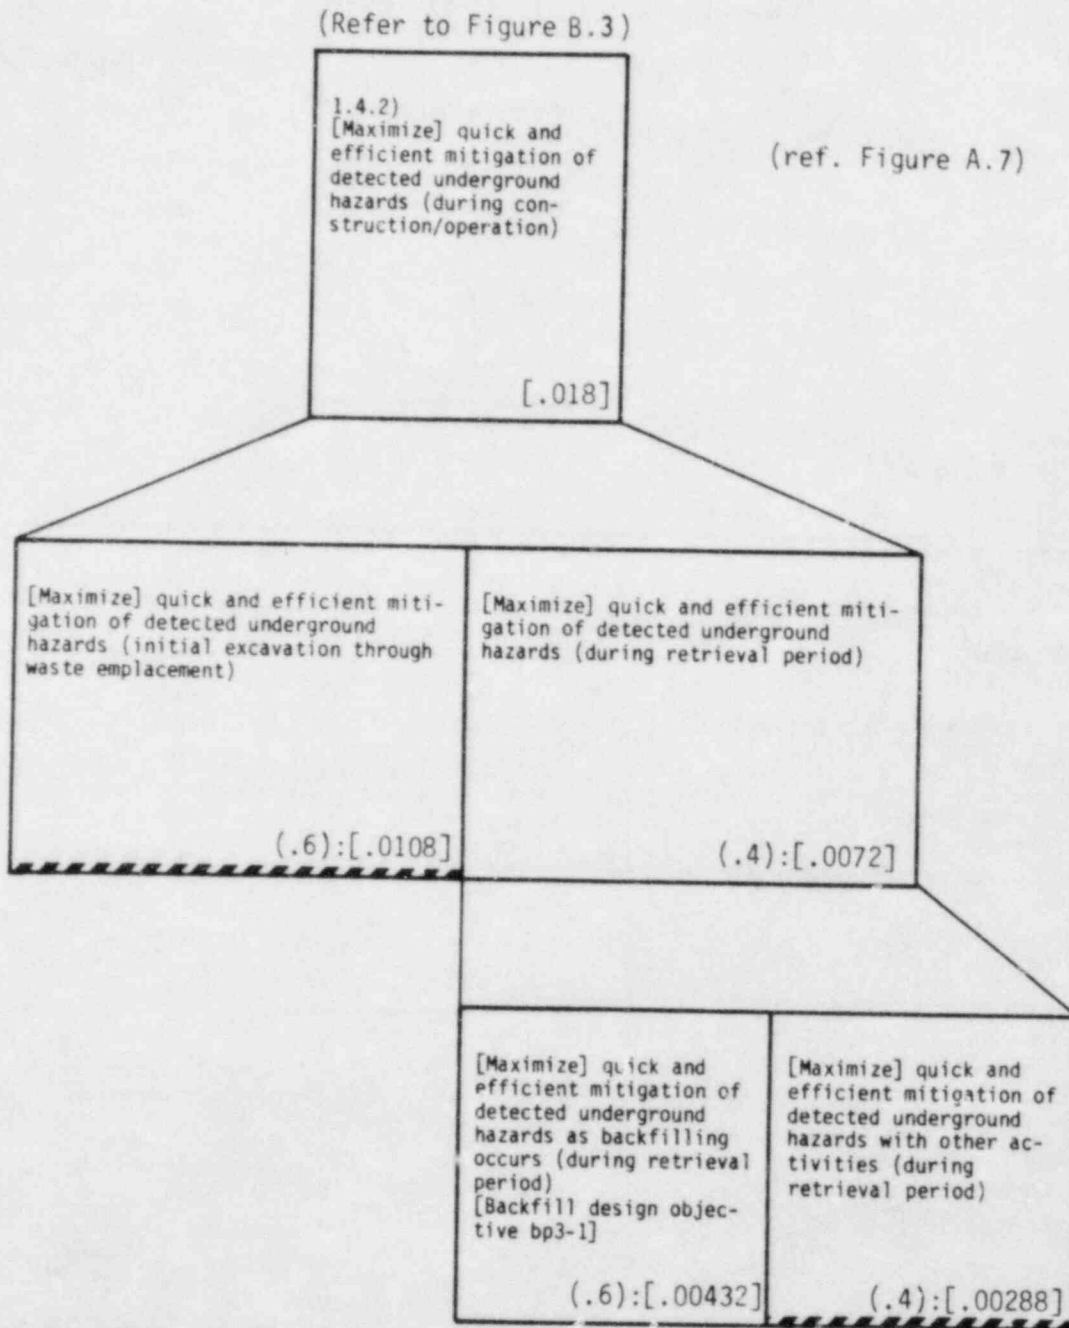 (Refer to Figure B.3)
1.4.2)
[Maximize] quick and
efficient mitigation of
detected underground
hazards (during con-
struction/operation)
[.018]
(ref. Figure A.7)
[Maximize] quick and efficient miti-
gation of detected underground
hazards (initial excavation through
waste emplacement)
(.6):[.0108]
[Maximize] quick and efficient miti-
gation of detected underground
hazards (during retrieval period)
(.4):[.0072]
[Maximize] quick and
efficient mitigation of
detected underground
hazards as backfilling
occurs (during retrieval
period)
[Backfill design objec-
tive bp3-1]
(.6):[.00432]
[Maximize] quick and
efficient mitigation of
detected underground
hazards with other ac-
tivities (during
retrieval period)
(.4):[.00288]